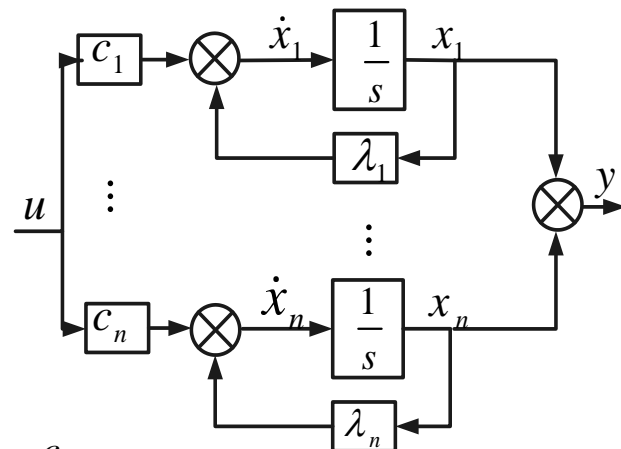 c₁ ẋ₁ 1/s x₁
λ₁
⋮
u
y
⋮
cₙ ẋₙ 1/s xₙ
λₙ